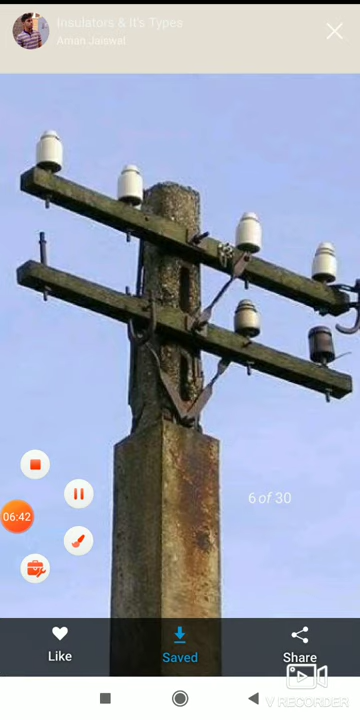 Insulators & It's Types
Aman Jaiswal
06:42
6 of 30
Like
Saved
Share
V RECORDER